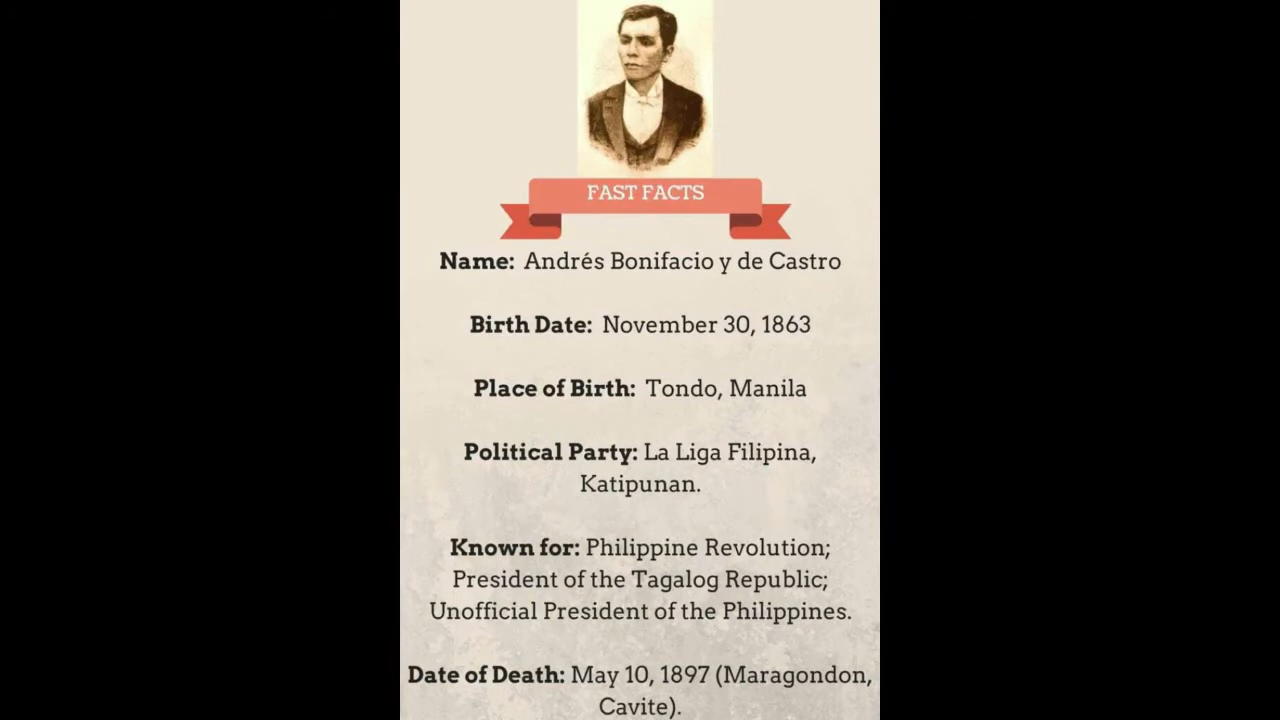 FAST FACTS
Name: Andrés Bonifacio y de Castro
Birth Date: November 30, 1863
Place of Birth: Tondo, Manila
Political Party: La Liga Filipina,
Katipunan.
Known for: Philippine Revolution;
President of the Tagalog Republic;
Unofficial President of the Philippines.
Date of Death: May 10, 1897 (Maragondon,
Cavite).